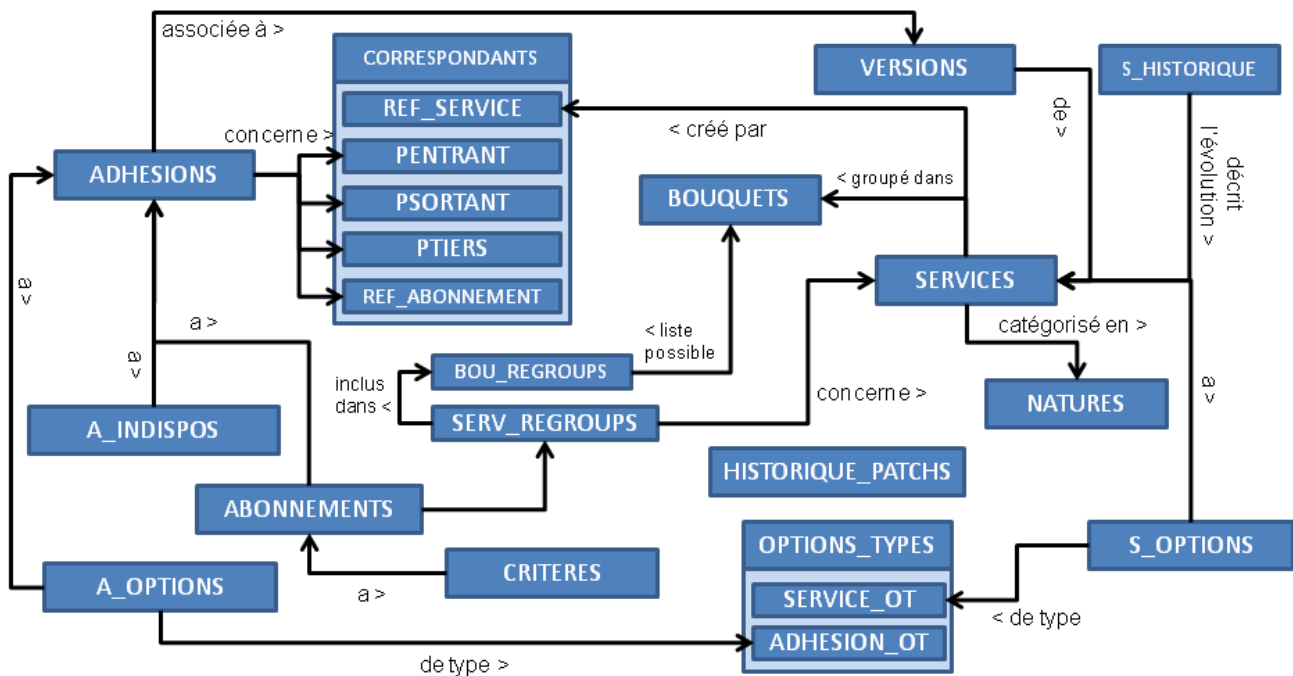 associée à >
CORRESPONDANTS
VERSIONS
S_HISTORIQUE
REF_SERVICE
concerne >
< créé par
de >
décrit
l'évolution >
ADHESIONS
PENTRANT
< groupé dans
PSORTANT
BOUQUETS
PTIERS
SERVICES
REF_ABONNEMENT
a >
a >
a >
< liste
possible
catégorisé en >
BOU_REGROUPS
inclus
dans <
concerne >
NATURES
a >
A_INDISPOS
SERV_REGROUPS
HISTORIQUE_PATCHS
ABONNEMENTS
OPTIONS_TYPES
S_OPTIONS
A_OPTIONS
CRITERES
a >
SERVICE_OT
< de type
ADHESION_OT
de type >